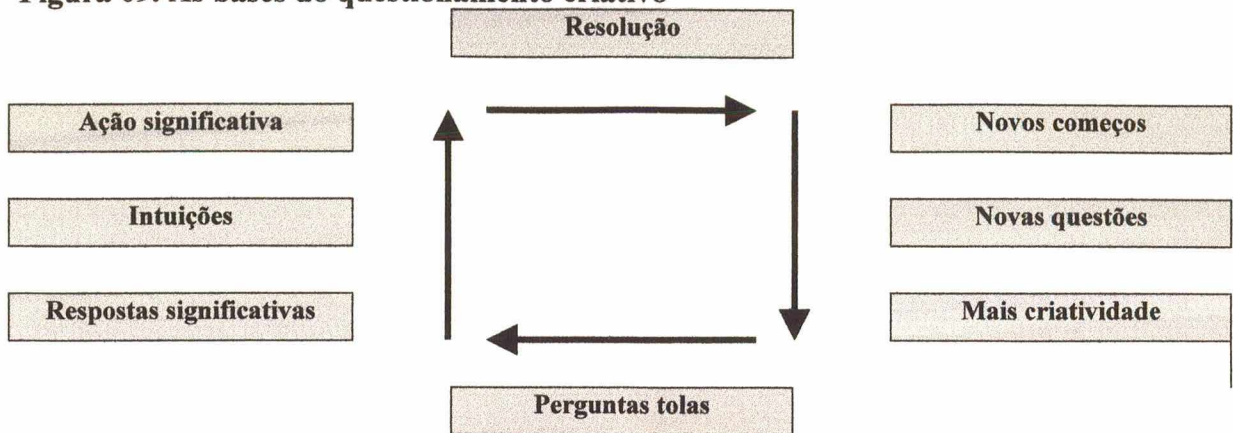 Resolução
Ação significativa
Novos começos
Intuições
Novas questões
Respostas significativas
Mais criatividade
Perguntas tolas